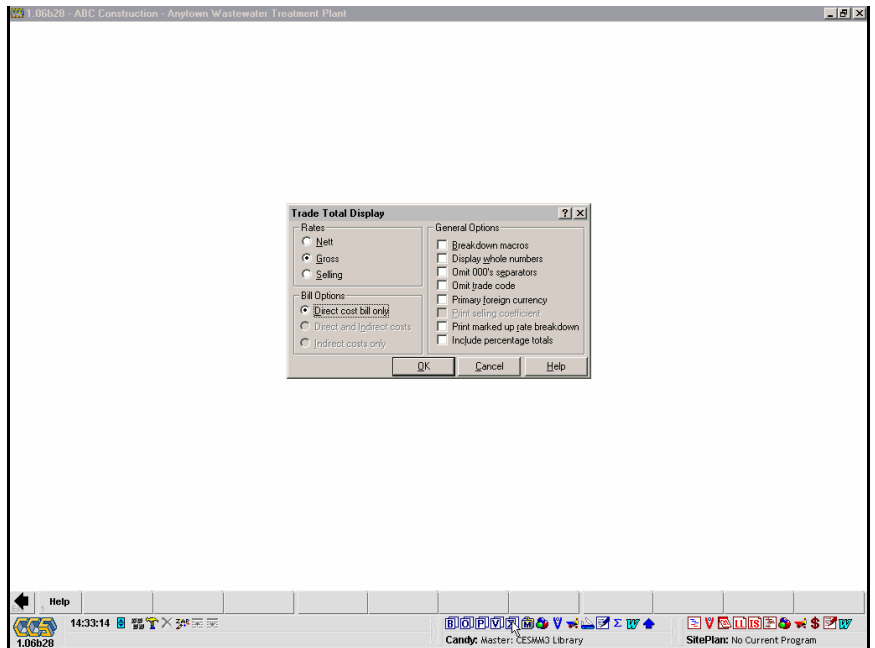 1.06b28 - ABC Construction - Anytown Wastewater Treatment Plant
Trade Total Display
Rates
Nett
Gross
Selling
Bill Options
Direct cost bill only
Direct and Indirect costs
Indirect costs only
General Options
Breakdown macros
Display whole numbers
Omit 000's separators
Omit trade code
Primary foreign currency
Print selling coefficient
Print marked up rate breakdown
Include percentage totals
OK
Cancel
Help
Help
CCS
14:33:14
1.06b28
Candy: Master: CESMM3 Library
SitePlan: No Current Program